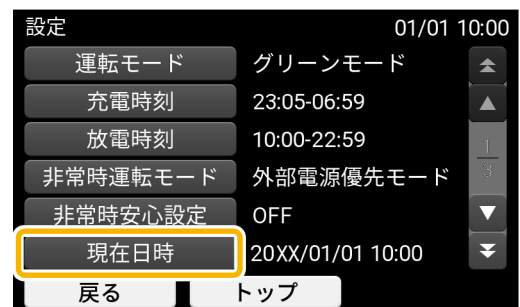 設定 01/01 10:00
運転モード グリーンモード
充電時刻 23:05-06:59
放電時刻 10:00-22:59
1
3
非常時運転モード 外部電源優先モード
非常時安心設定 OFF
現在日時 20XX/01/01 10:00
戻る トップ